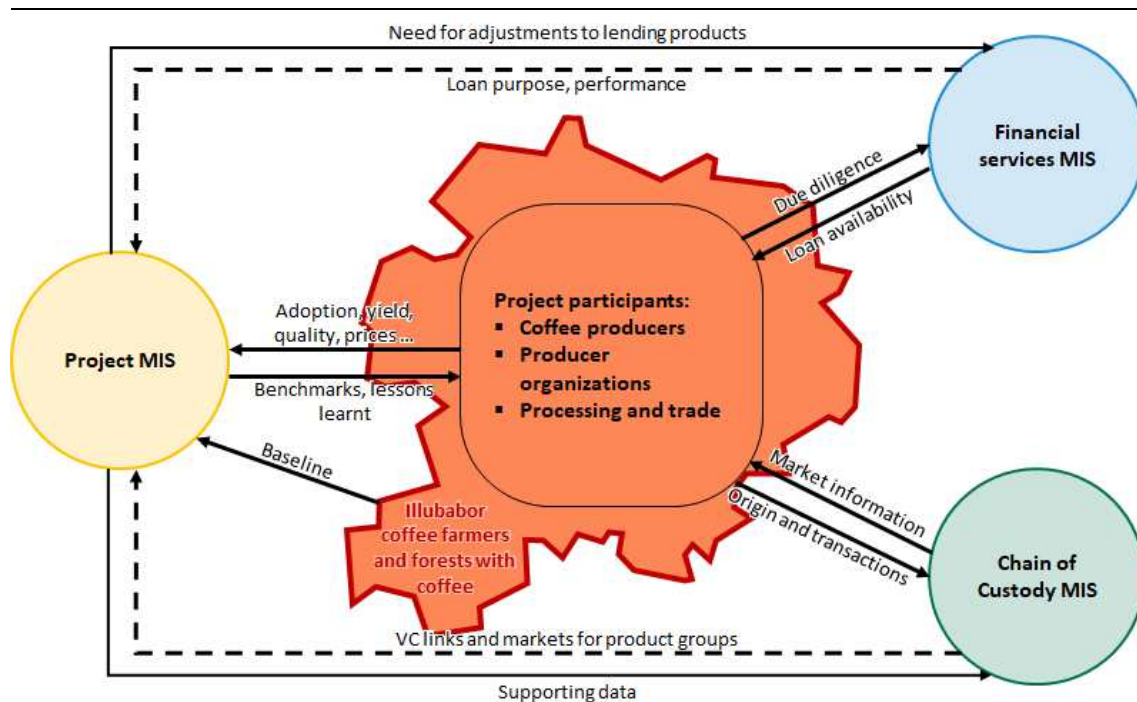 Need for adjustments to lending products
Loan purpose, performance
Financial
services MIS
Due diligence
Loan availability
Project participants:
▪ Coffee producers
▪ Producer
organizations
▪ Processing and trade
Adoption, yield,
quality, prices ...
Project MIS
Benchmarks, lessons
learnt
Baseline
Market information
Origin and transactions
Illubabor
coffee farmers
and forests with
coffee
Chain of
Custody MIS
VC links and markets for product groups
Supporting data